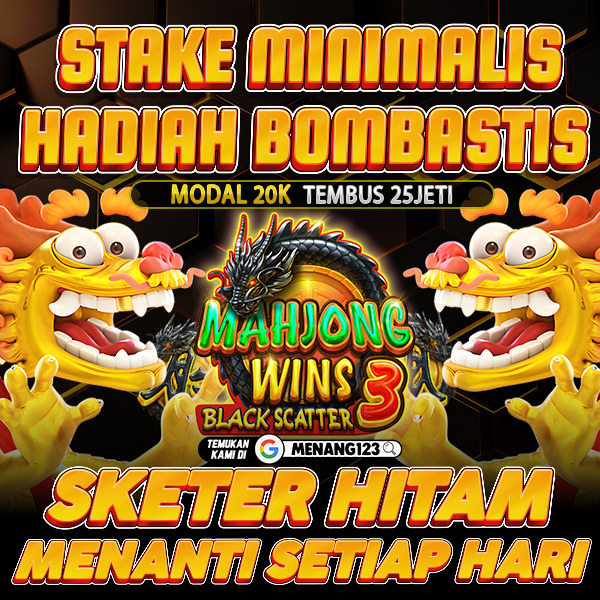 STAKE MINIMALIS
HADIAH BOMBASTIS
MODAL 20K TEMBUS 25JETI
MAHJONG
WINS 3
BLACK SCATTER
TEMUKAN
KAMI DI
G MENANG123
SKETER HITAM
MENANTI SETIAP HARI